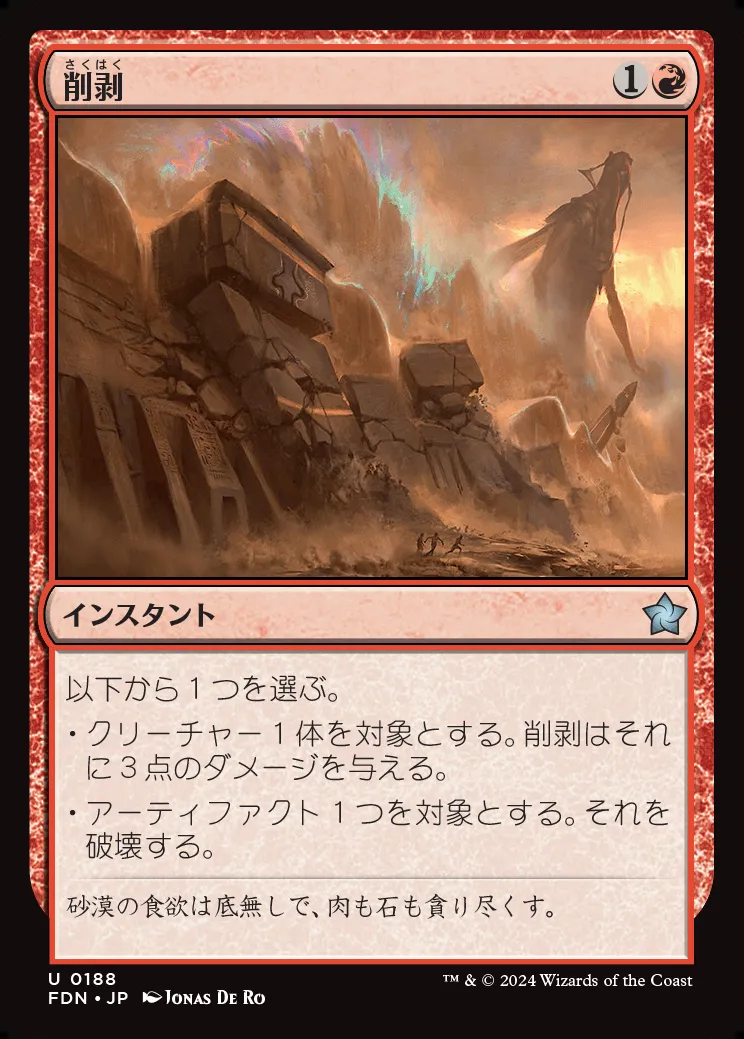 さくはく
削剥
1
インスタント
以下から１つを選ぶ。
・クリーチャー１体を対象とする。削剥はそれ
に３点のダメージを与える。
・アーティファクト１つを対象とする。それを
破壊する。
砂漠の食欲は底無しで、肉も石も貪り尽くす。
U 0188
FDN • JP Jonas De Ro
™ & © 2024 Wizards of the Coast